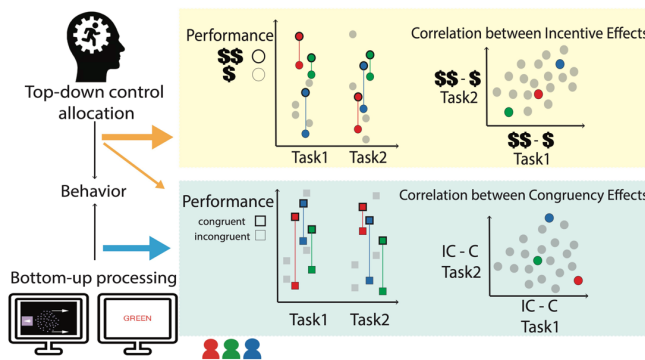 Top-down control
allocation
Behavior
Bottom-up processing
GREEN
Performance
$$
$
Task1 Task2
Correlation between Incentive Effects
$$ - $
Task2
$$ - $
Task1
Performance
congruent
incongruent
Task1 Task2
Correlation between Congruency Effects
IC - C
Task2
IC - C
Task1